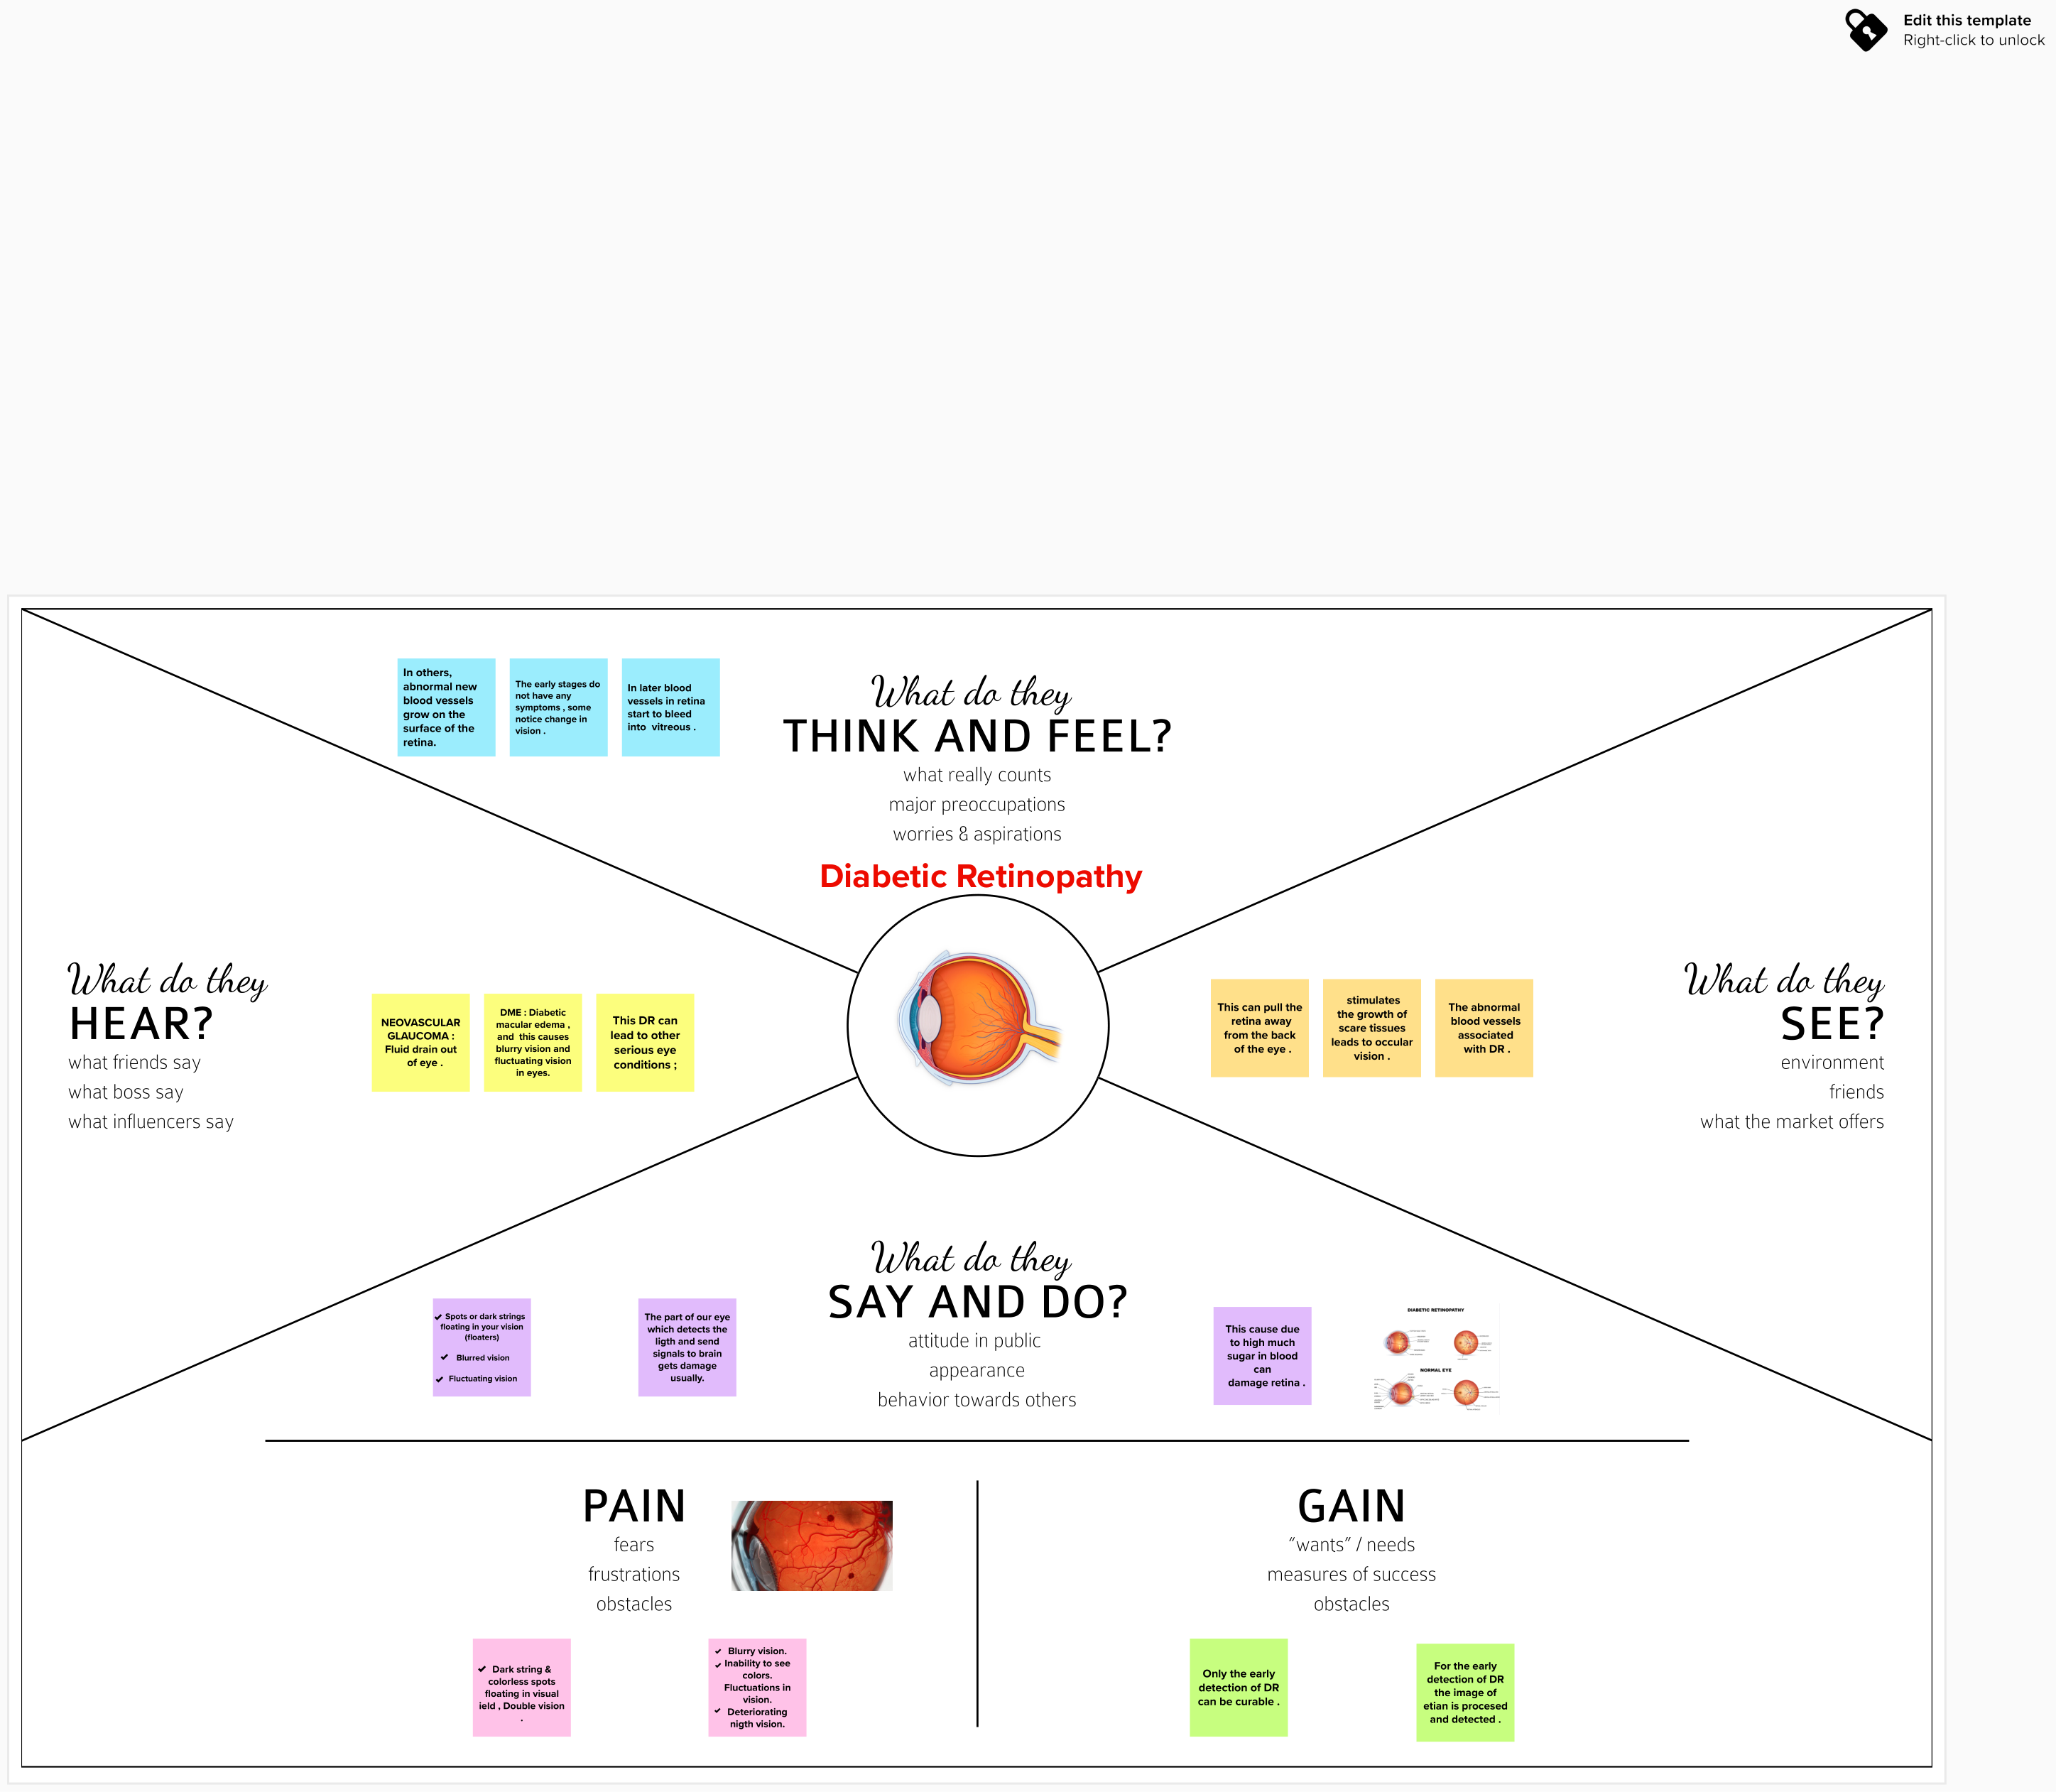 Edit this template
Right-click to unlock
In others,
abnormal new
blood vessels
grow on the
surface of the
retina.
The early stages do
not have any
symptoms , some
notice change in
vision .
In later blood
vessels in retina
start to bleed
into vitreous .
What do they
THINK AND FEEL?
what really counts
major preoccupations
worries & aspirations
Diabetic Retinopathy
What do they
HEAR?
what friends say
what boss say
what influencers say
NEOVASCULAR
GLAUCOMA :
Fluid drain out
of eye .
DME : Diabetic
macular edema ,
and this causes
blurry vision and
fluctuating vision
in eyes.
This DR can
lead to other
serious eye
conditions ;
This can pull the
retina away
from the back
of the eye .
stimulates
the growth of
scare tissues
leads to occular
vision .
The abnormal
blood vessels
associated
with DR .
What do they
SEE?
environment
friends
what the market offers
What do they
SAY AND DO?
attitude in public
appearance
behavior towards others
✓ Spots or dark strings
floating in your vision
(floaters)
✓ Blurred vision
✓ Fluctuating vision
The part of our eye
which detects the
ligth and send
signals to brain
gets damage
usually.
This cause due
to high much
sugar in blood
can
damage retina .
DIABETIC RETINOPATHY
NORMAL EYE
PAIN
fears
frustrations
obstacles
✓ Dark string &
colorless spots
floating in visual
ield , Double vision
.
✓ Blurry vision.
✓ Inability to see
colors.
Fluctuations in
vision.
✓ Deteriorating
nigth vision.
GAIN
“wants” / needs
measures of success
obstacles
Only the early
detection of DR
can be curable .
For the early
detection of DR
the image of
etian is procesed
and detected .